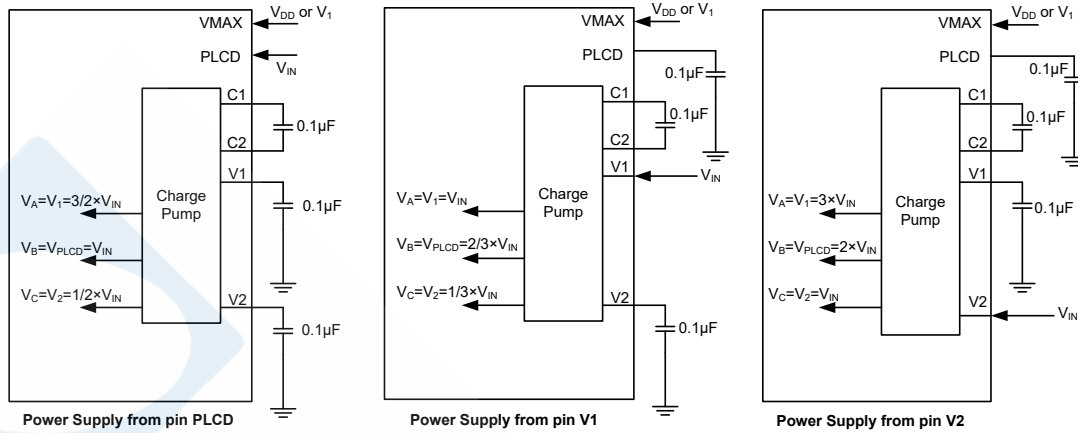 VMAX
V_DD or V_1
PLCD
V_IN
C1
0.1µF
C2
V1
Charge
Pump
V_A=V_1=3/2×V_IN
0.1µF
V_B=V_PLCD=V_IN
V_C=V_2=1/2×V_IN
V2
0.1µF
Power Supply from pin PLCD
VMAX
V_DD or V_1
PLCD
0.1µF
C1
0.1µF
C2
V1
V_IN
Charge
Pump
V_A=V_1=V_IN
V_B=V_PLCD=2/3×V_IN
V_C=V_2=1/3×V_IN
V2
0.1µF
Power Supply from pin V1
VMAX
V_DD or V_1
PLCD
0.1µF
C1
0.1µF
C2
V1
Charge
Pump
V_A=V_1=3×V_IN
0.1µF
V_B=V_PLCD=2×V_IN
V_C=V_2=V_IN
V2
V_IN
Power Supply from pin V2